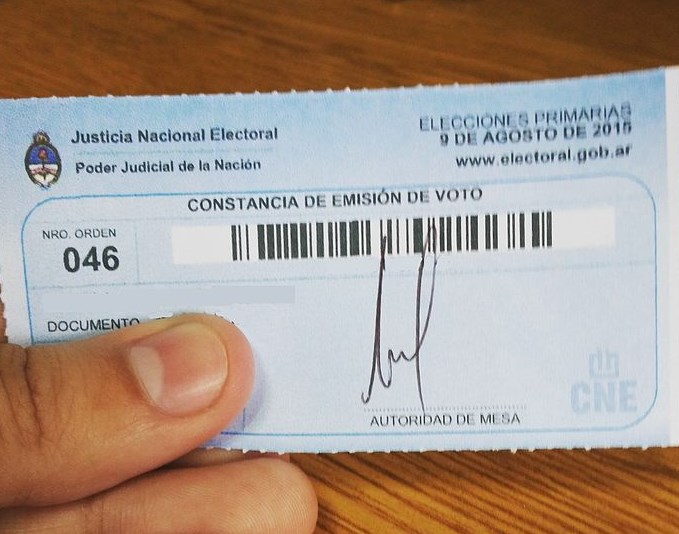 Justicia Nacional Electoral
Poder Judicial de la Nación
ELECCIONES PRIMARIAS
9 DE AGOSTO DE 2015
www.electoral.gob.ar
CONSTANCIA DE EMISIÓN DE VOTO
NRO. ORDEN
046
DOCUMENTO
AUTORIDAD DE MESA
CNE